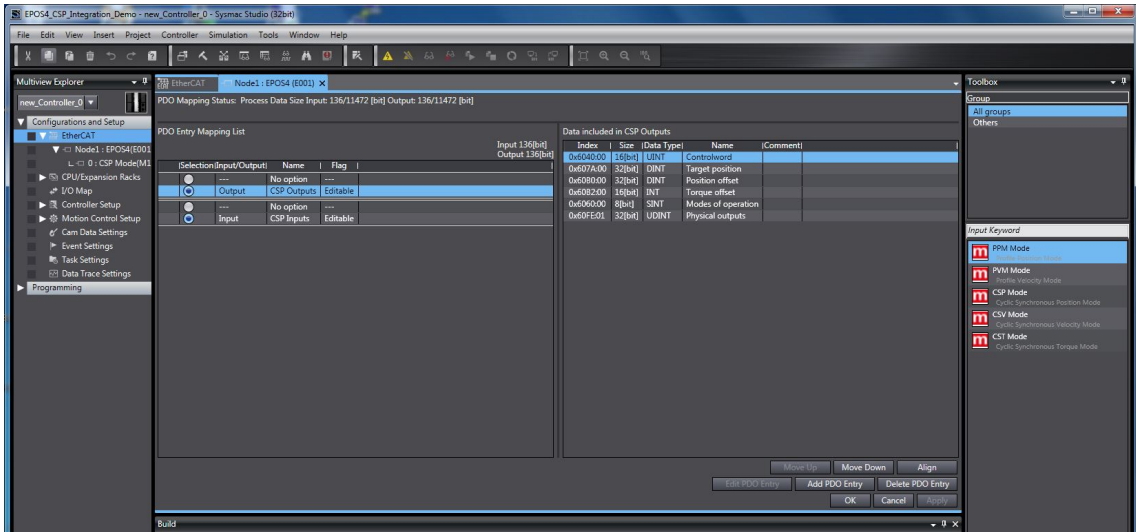 EPOS4_CSP_Integration_Demo - new_Controller_0 - Sysmac Studio (32bit)
File Edit View Insert Project Controller Simulation Tools Window Help
Multiview Explorer
new_Controller_0
Configurations and Setup
EtherCAT
Node1 : EPOS4(E001
0 : CSP Mode(M1
CPU/Expansion Racks
I/O Map
Controller Setup
Motion Control Setup
Cam Data Settings
Event Settings
Task Settings
Data Trace Settings
Programming
EtherCAT Node1 : EPOS4 (E001)
PDO Mapping Status: Process Data Size Input: 136/11472 [bit] Output: 136/11472 [bit]
PDO Entry Mapping List
Input 136[bit]
Output 136[bit]
Selection Input/Output Name Flag
--- No option ---
Output CSP Outputs Editable
--- No option ---
Input CSP Inputs Editable
Data included in CSP Outputs
Index Size Data Type Name Comment
0x6040:00 16[bit] UINT Controlword
0x607A:00 32[bit] DINT Target position
0x60B0:00 32[bit] DINT Position offset
0x60B2:00 16[bit] INT Torque offset
0x6060:00 8[bit] SINT Modes of operation
0x60FE:01 32[bit] UDINT Physical outputs
Move Up Move Down Align
Edit PDO Entry Add PDO Entry Delete PDO Entry
OK Cancel Apply
Build
Toolbox
Group
All groups
Others
Input Keyword
PPM Mode
Profile Position Mode
PVM Mode
Profile Velocity Mode
CSP Mode
Cyclic Synchronous Position Mode
CSV Mode
Cyclic Synchronous Velocity Mode
CST Mode
Cyclic Synchronous Torque Mode